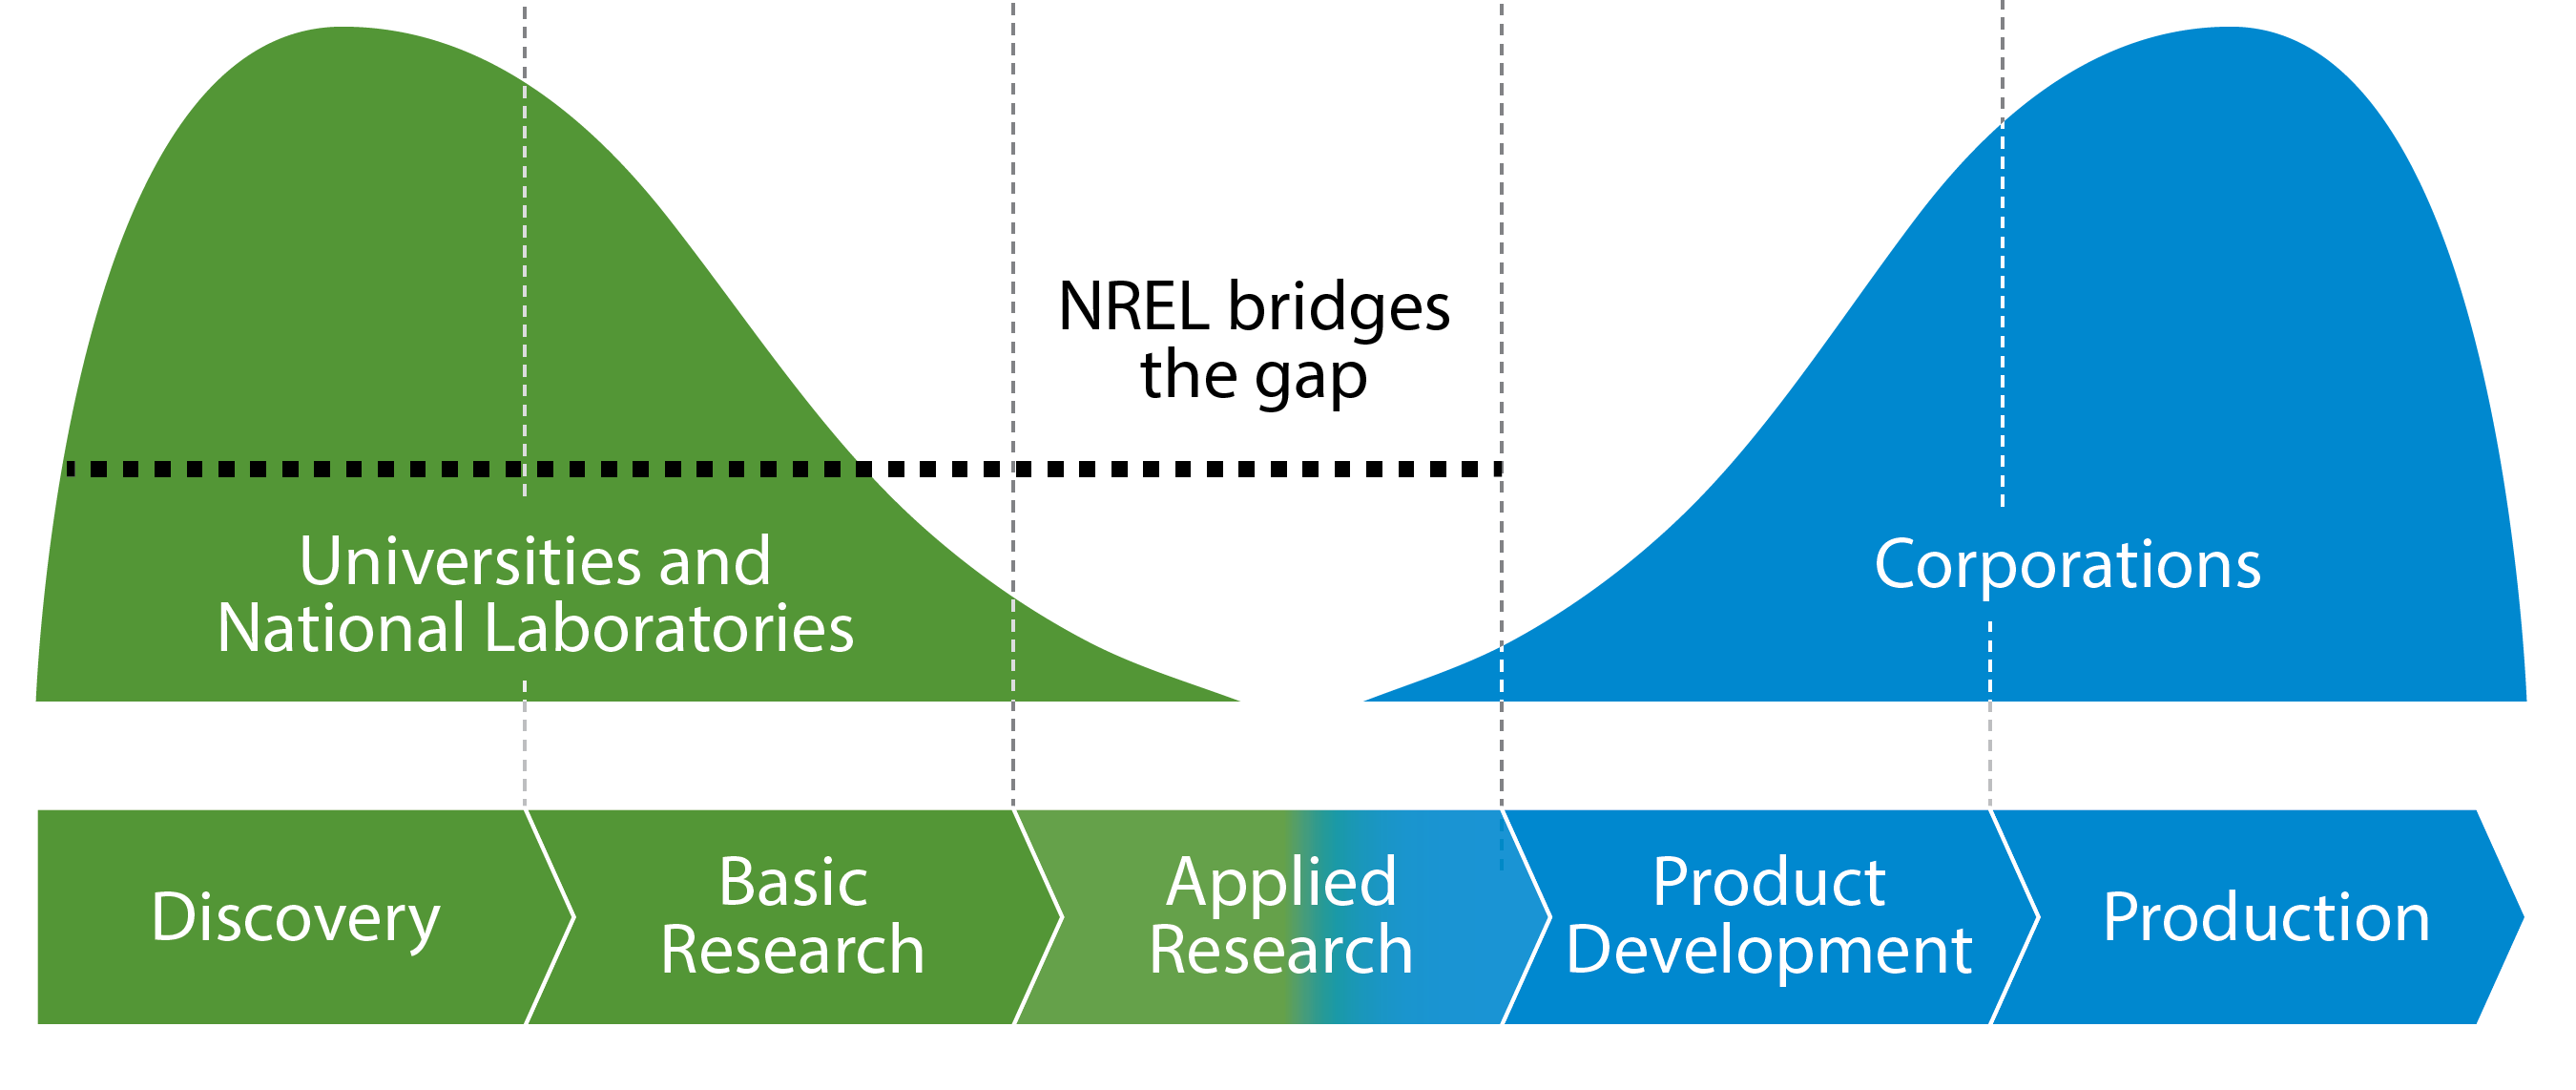 NREL bridges
the gap
Universities and
National Laboratories
Corporations
Discovery
Basic
Research
Applied
Research
Product
Development
Production